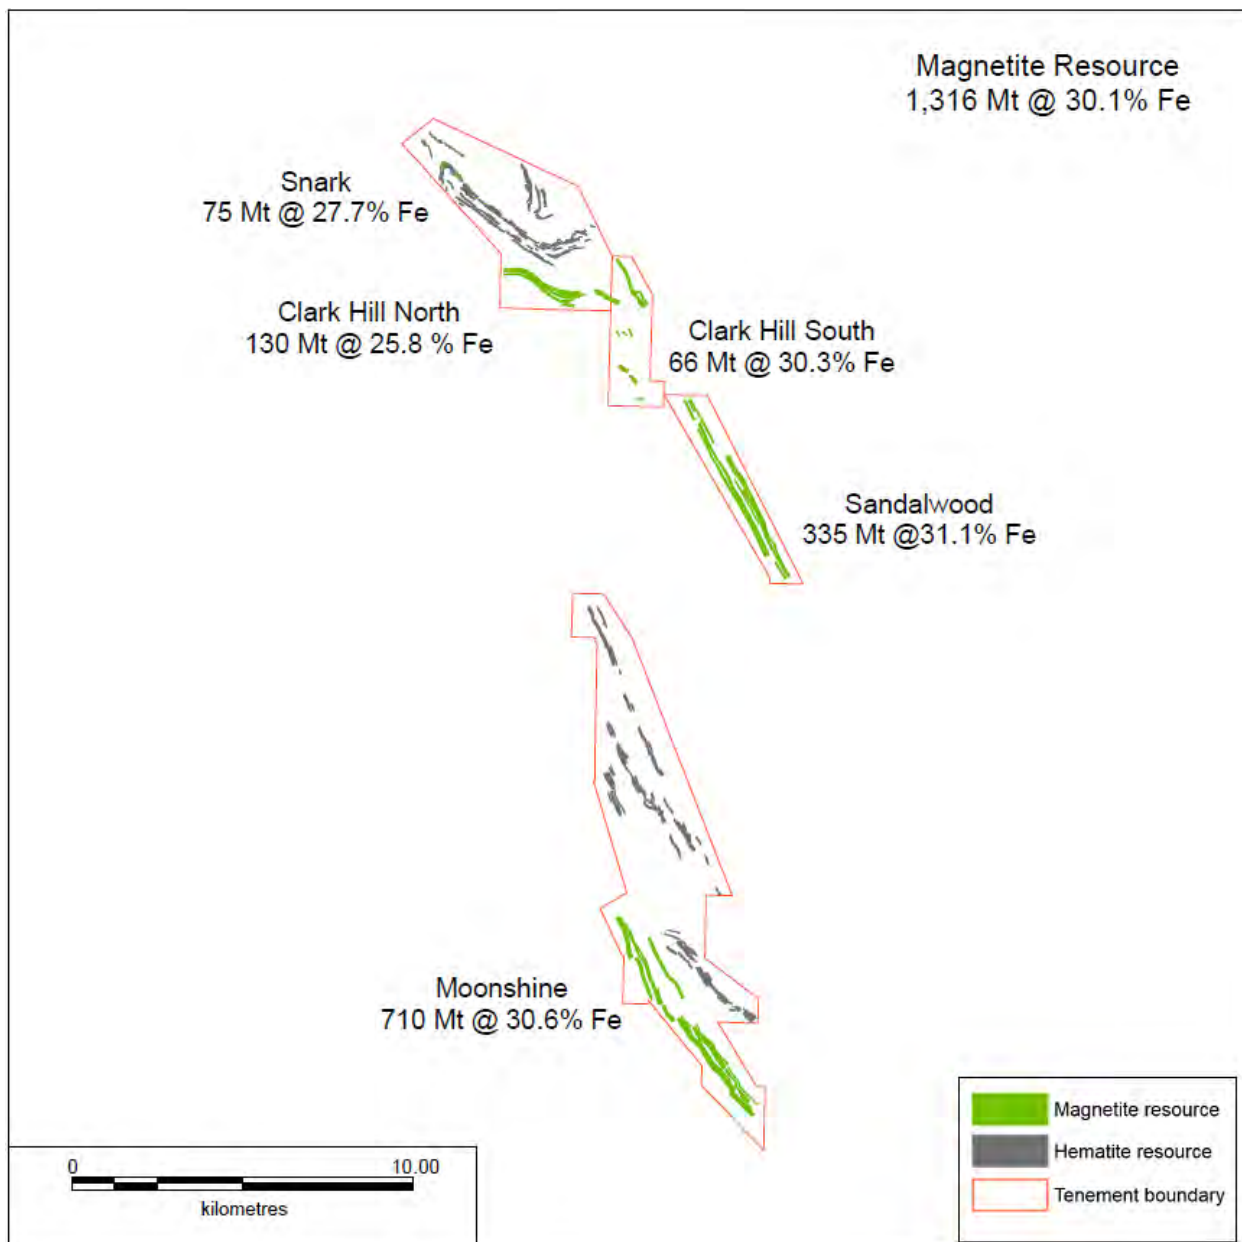 Magnetite Resource
1,316 Mt @ 30.1% Fe
Snark
75 Mt @ 27.7% Fe
Clark Hill North
130 Mt @ 25.8 % Fe
Clark Hill South
66 Mt @ 30.3% Fe
Sandalwood
335 Mt @31.1% Fe
Moonshine
710 Mt @ 30.6% Fe
0 10.00
kilometres
Magnetite resource
Hematite resource
Tenement boundary